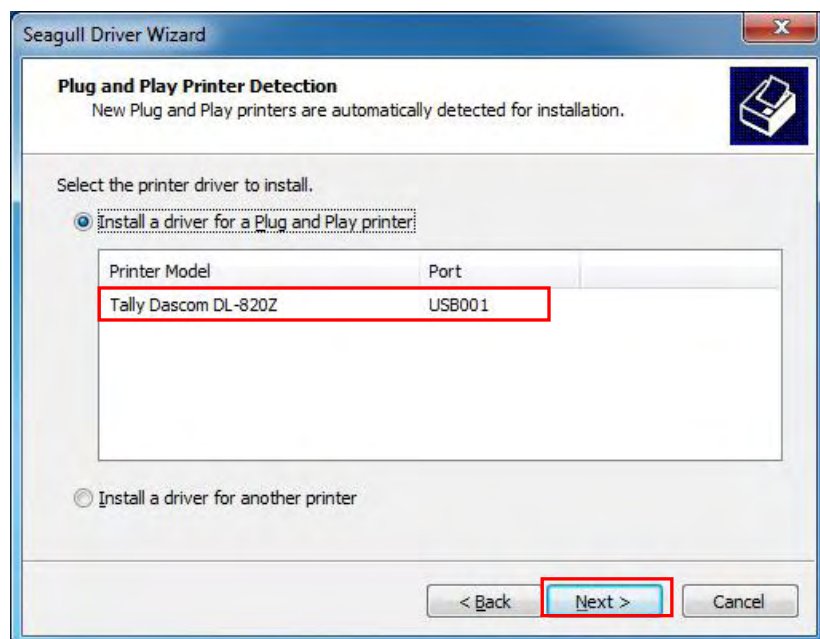 Seagull Driver Wizard
Plug and Play Printer Detection
New Plug and Play printers are automatically detected for installation.
Select the printer driver to install.
Install a driver for a Plug and Play printer
Printer Model Port
Tally Dascom DL-820Z USB001
Install a driver for another printer
< Back Next > Cancel